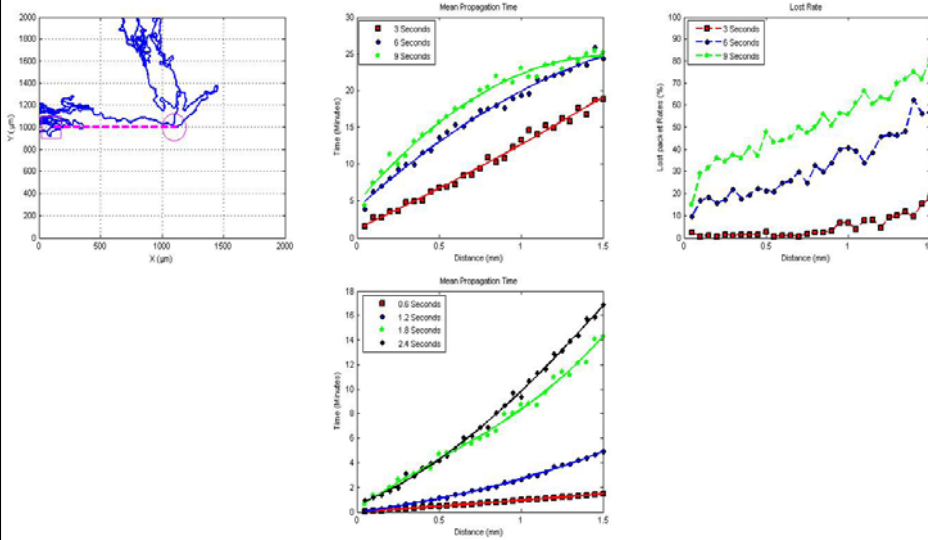 2000
1800
1600
1400
1200
1000
800
600
400
200
0
Y (µm)
0 500 1000 1500 2000
X (µm)
Mean Propagation Time
3 Seconds
6 Seconds
9 Seconds
30
25
20
15
10
5
0
Time (Minutes)
0 0.5 1 1.5
Distance (mm)
Lost Rate
3 Seconds
6 Seconds
9 Seconds
100
90
80
70
60
50
40
30
20
10
0
Lost packet Rates (%)
0 0.5 1 1.5
Distance (mm)
Mean Propagation Time
0.6 Seconds
1.2 Seconds
1.8 Seconds
2.4 Seconds
18
16
14
12
10
8
6
4
2
0
Time (Minutes)
0 0.5 1 1.5
Distance (mm)